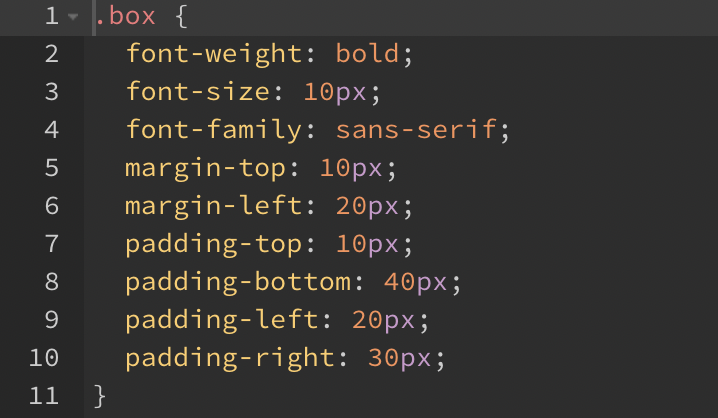 1 .box {
2 font-weight: bold;
3 font-size: 10px;
4 font-family: sans-serif;
5 margin-top: 10px;
6 margin-left: 20px;
7 padding-top: 10px;
8 padding-bottom: 40px;
9 padding-left: 20px;
10 padding-right: 30px;
11 }